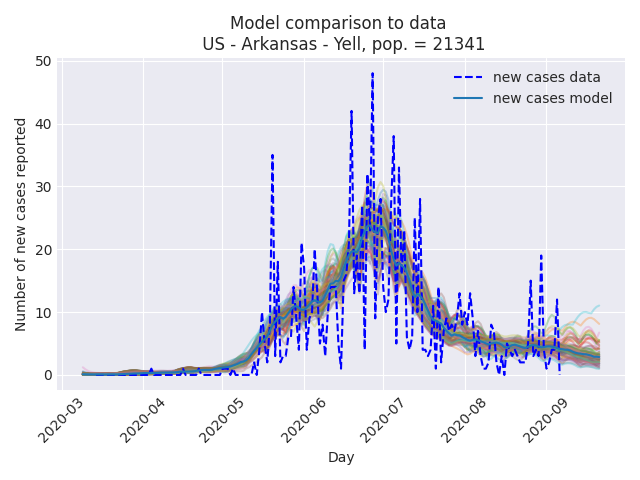 Model comparison to data
US - Arkansas - Yell, pop. = 21341
Number of new cases reported
50
40
30
20
10
0
new cases data
new cases model
2020-03
2020-04
2020-05
2020-06
2020-07
2020-08
2020-09
Day